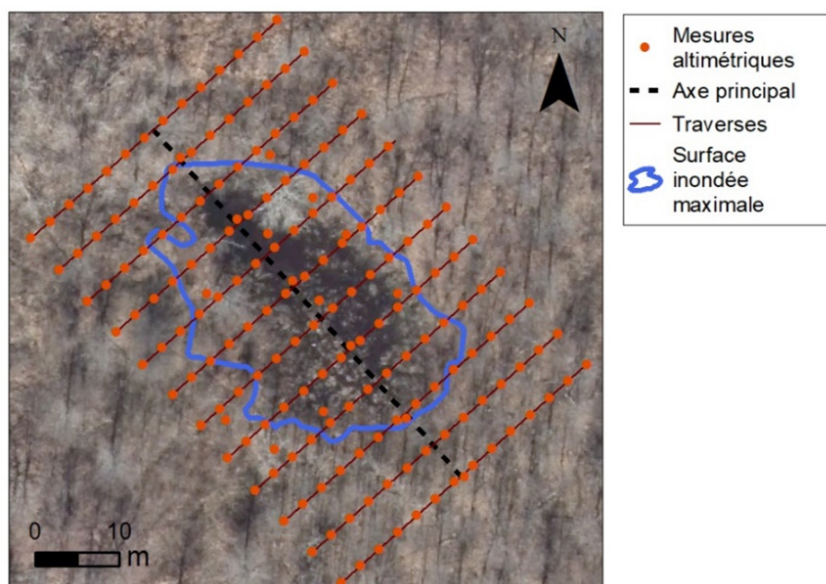 N
0
10
m
Mesures
altimétriques
Axe principal
Traverses
Surface
inondée
maximale